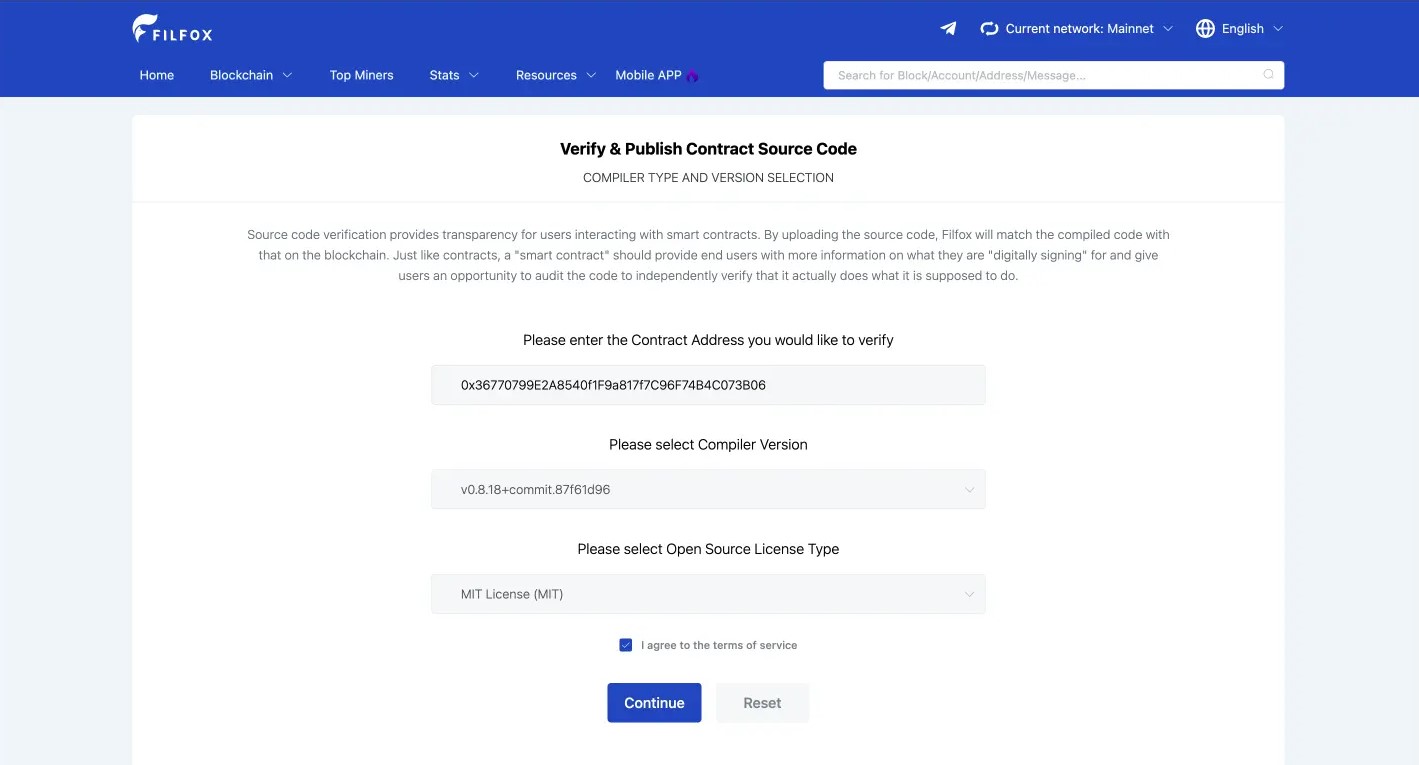 FILFOX
Current network: Mainnet
English
Home
Blockchain
Top Miners
Stats
Resources
Mobile APP
Search for Block/Account/Address/Message...
Verify & Publish Contract Source Code
COMPILER TYPE AND VERSION SELECTION
Source code verification provides transparency for users interacting with smart contracts. By uploading the source code, Filfox will match the compiled code with
that on the blockchain. Just like contracts, a "smart contract" should provide end users with more information on what they are "digitally signing" for and give
users an opportunity to audit the code to independently verify that it actually does what it is supposed to do.
Please enter the Contract Address you would like to verify
0x36770799E2A8540f1F9a817f7C96F74B4C073B06
Please select Compiler Version
v0.8.18+commit.87f61d96
Please select Open Source License Type
MIT License (MIT)
I agree to the terms of service
Continue
Reset